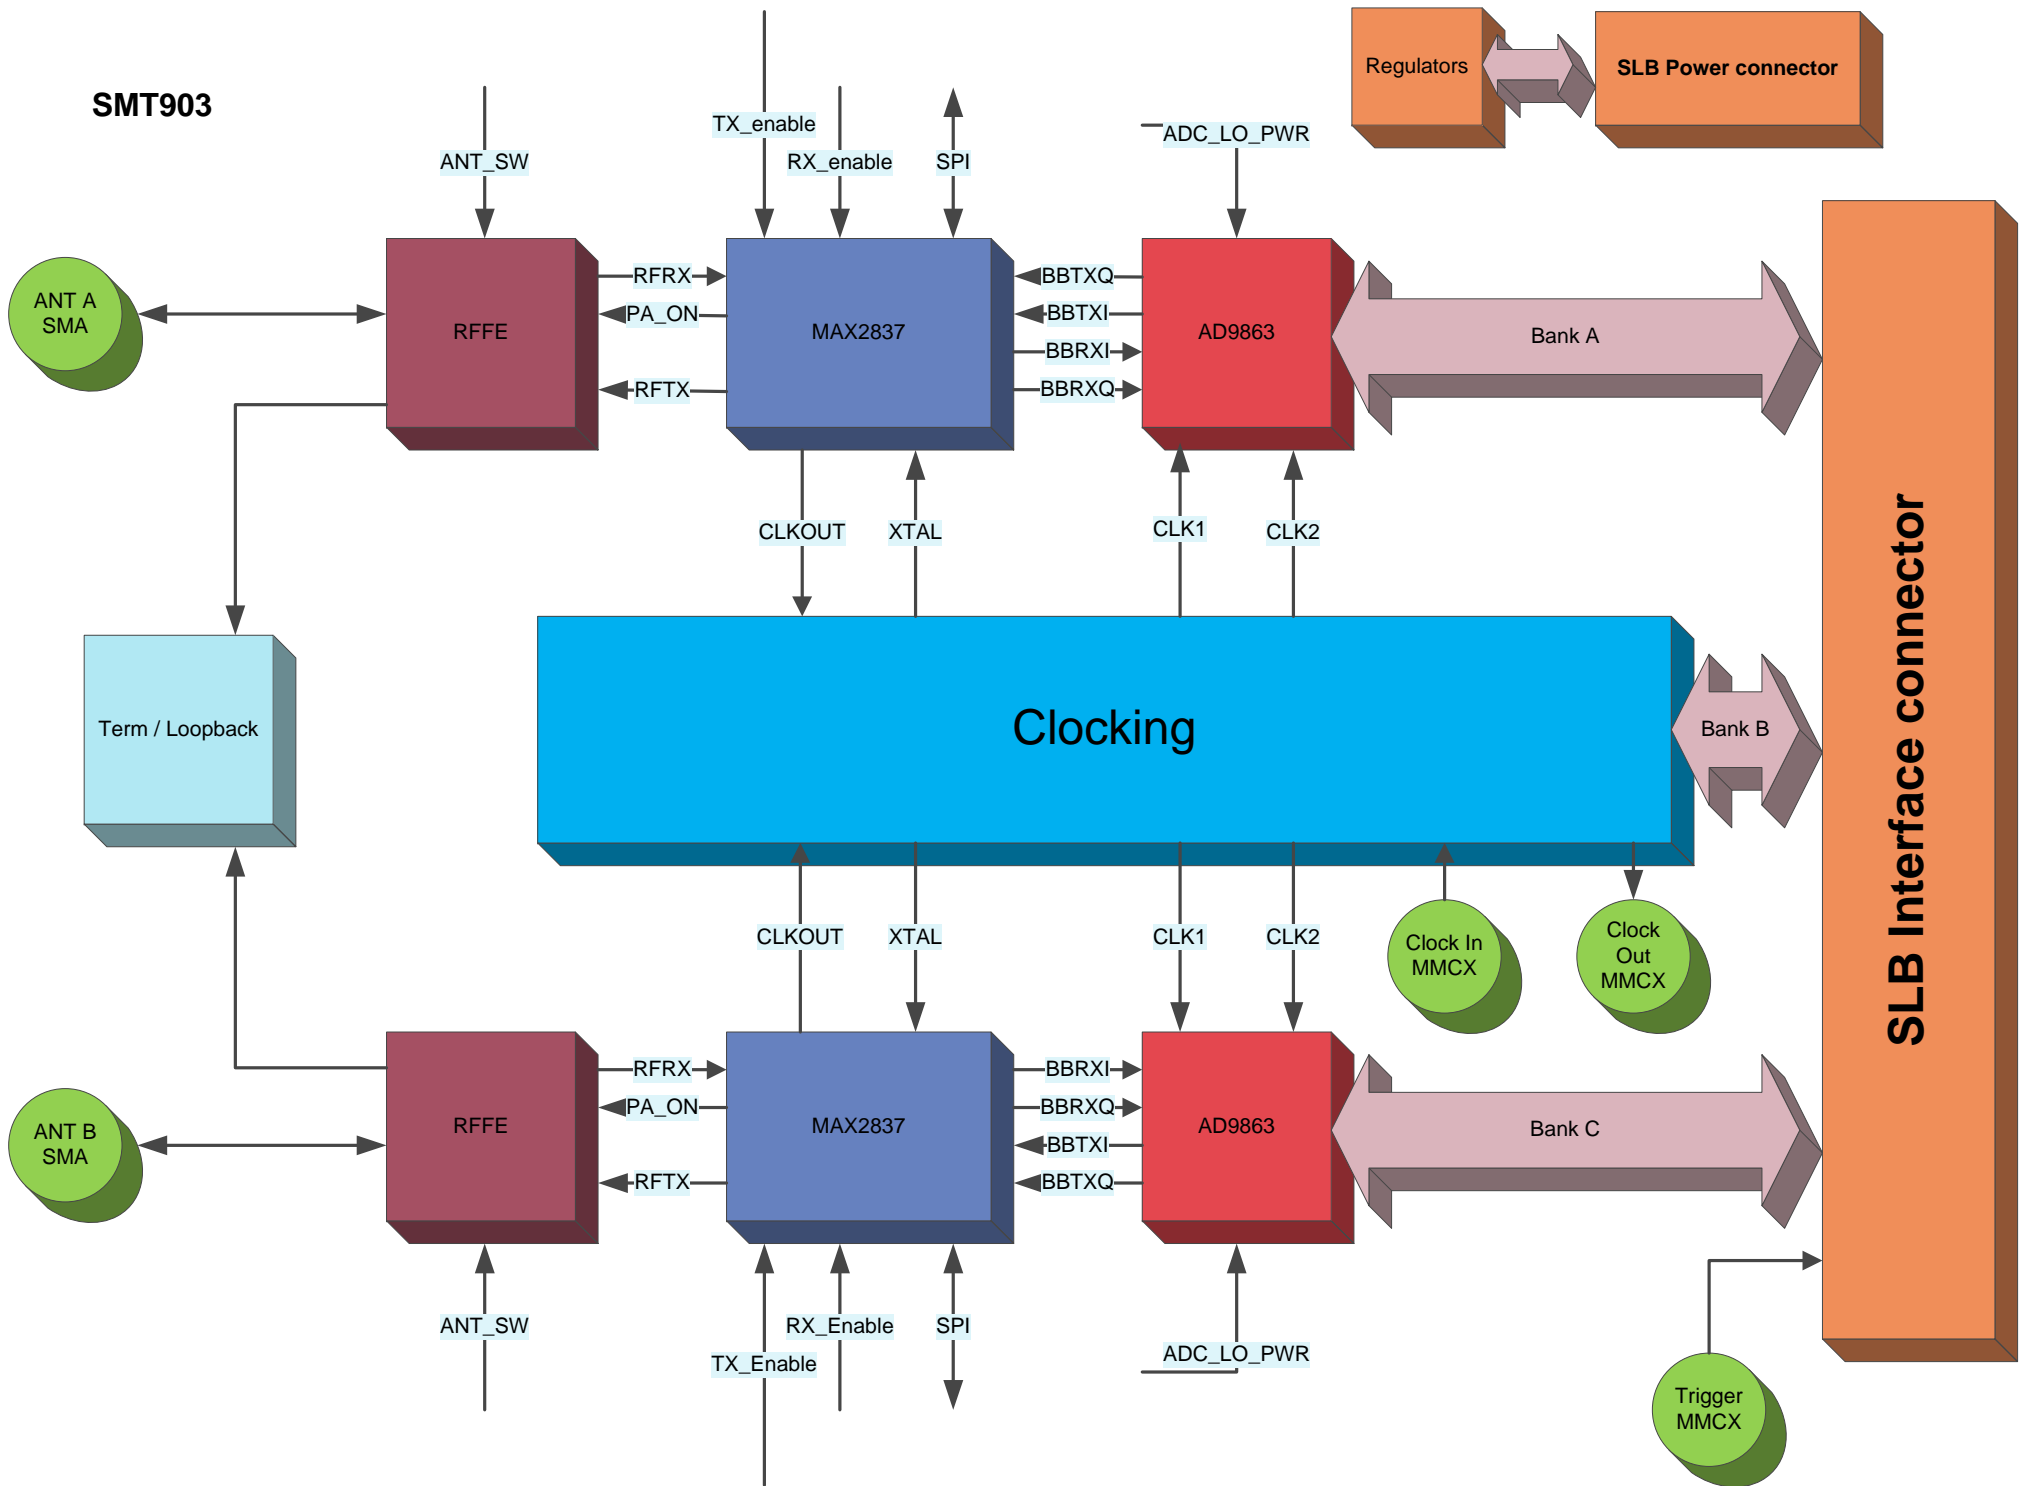 SMT903
Regulators
SLB Power connector
TX_enable
ADC_LO_PWR
ANT_SW
RX_enable
SPI
ANT A
SMA
RFFE
RFRX
PA_ON
RFTX
MAX2837
BBTXQ
BBTXI
BBRXI
BBRXQ
AD9863
Bank A
CLKOUT
XTAL
CLK1
CLK2
Term / Loopback
Clocking
Bank B
SLB Interface connector
CLKOUT
XTAL
CLK1
CLK2
Clock In
MMCX
Clock
Out
MMCX
ANT B
SMA
RFFE
RFRX
PA_ON
RFTX
MAX2837
BBRXI
BBRXQ
BBTXI
BBTXQ
AD9863
Bank C
ANT_SW
RX_Enable
SPI
TX_Enable
ADC_LO_PWR
Trigger
MMCX